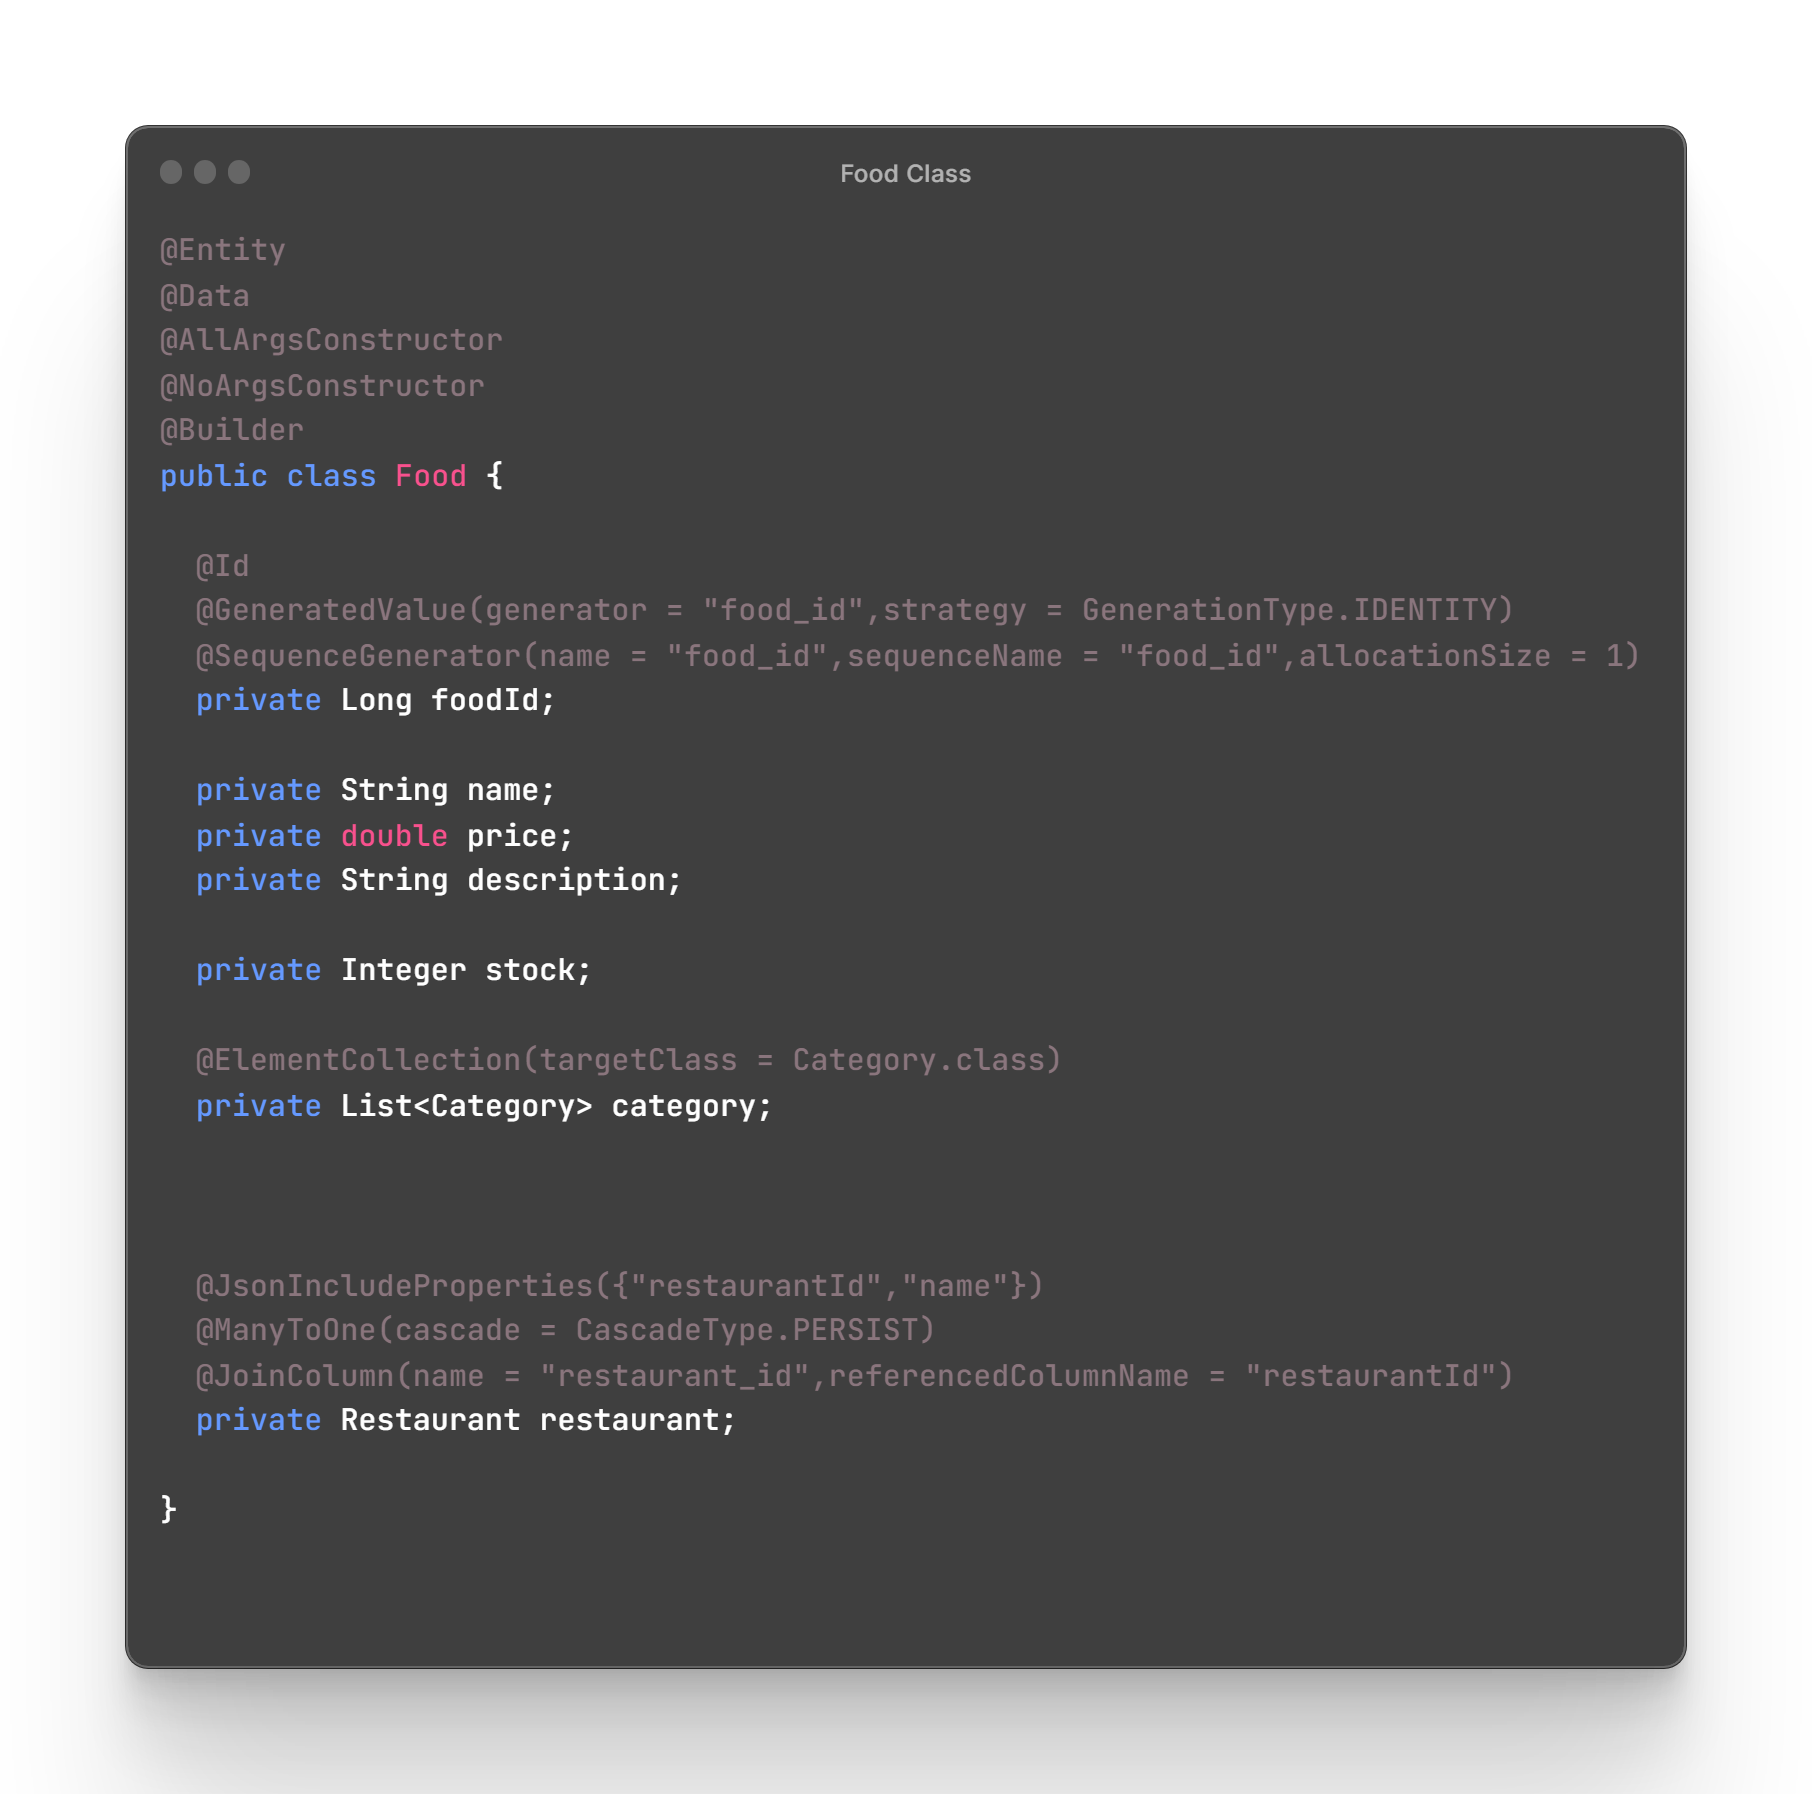 Food Class
@Entity
@Data
@AllArgsConstructor
@NoArgsConstructor
@Builder
public class Food {
@Id
@GeneratedValue(generator = "food_id",strategy = GenerationType.IDENTITY)
@SequenceGenerator(name = "food_id",sequenceName = "food_id",allocationSize = 1)
private Long foodId;
private String name;
private double price;
private String description;
private Integer stock;
@ElementCollection(targetClass = Category.class)
private List<Category> category;
@JsonIncludeProperties({"restaurantId","name"})
@ManyToOne(cascade = CascadeType.PERSIST)
@JoinColumn(name = "restaurant_id",referencedColumnName = "restaurantId")
private Restaurant restaurant;
}